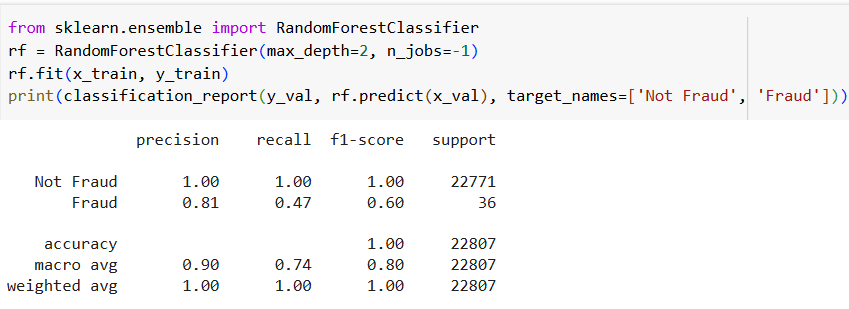 from sklearn.ensemble import RandomForestClassifier
rf = RandomForestClassifier(max_depth=2, n_jobs=-1)
rf.fit(x_train, y_train)
print(classification_report(y_val, rf.predict(x_val), target_names=['Not Fraud', 'Fraud']))
precision recall f1-score support
Not Fraud 1.00 1.00 1.00 22771
Fraud 0.81 0.47 0.60 36
accuracy 1.00 22807
macro avg 0.90 0.74 0.80 22807
weighted avg 1.00 1.00 1.00 22807